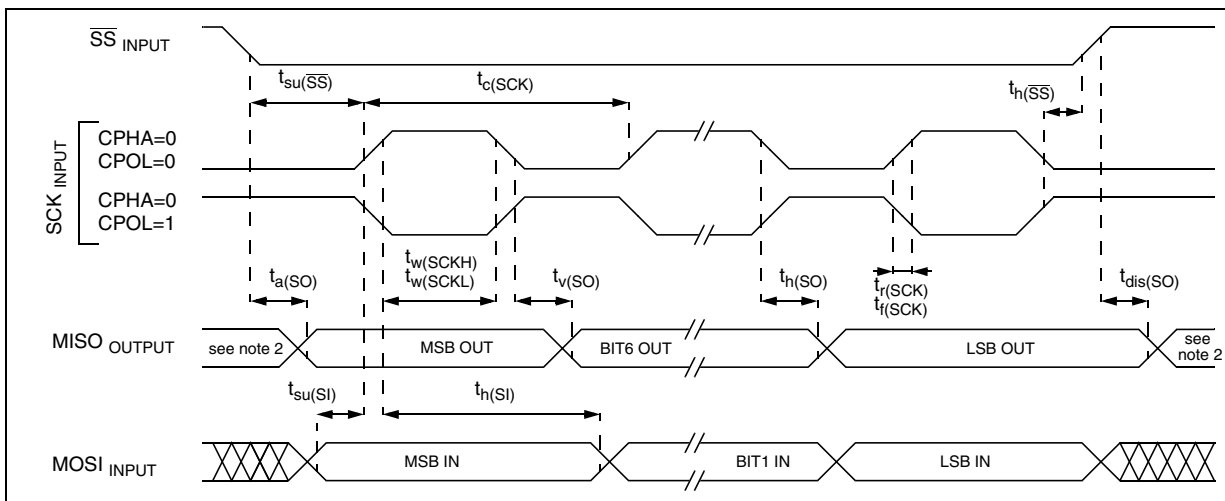 SS INPUT
tsu(SS)
tc(SCK)
th(SS)
SCK INPUT
CPHA=0
CPOL=0
CPHA=0
CPOL=1
ta(SO)
tw(SCKH)
tw(SCKL)
tv(SO)
th(SO)
tr(SCK)
tf(SCK)
tdis(SO)
MISO OUTPUT
see note 2
MSB OUT
BIT6 OUT
LSB OUT
see
note 2
tsu(SI)
th(SI)
MOSI INPUT
MSB IN
BIT1 IN
LSB IN